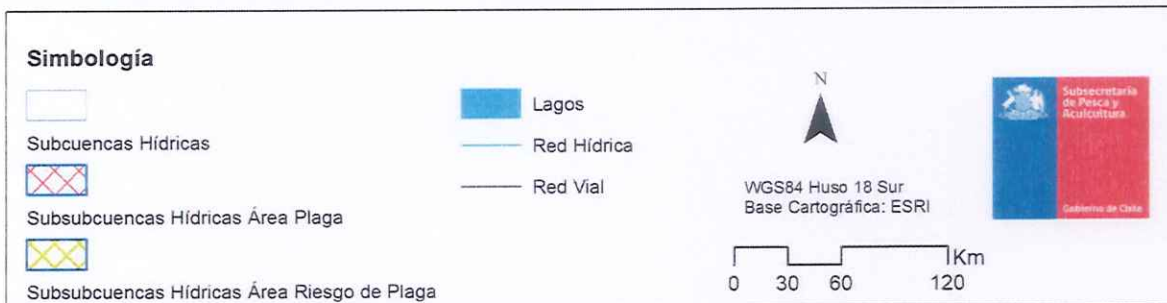 Simbología
Subcuencas Hídricas
Subsubcuencas Hídricas Área Plaga
Subsubcuencas Hídricas Área Riesgo de Plaga
Lagos
Red Hídrica
Red Vial
N
WGS84 Huso 18 Sur
Base Cartográfica: ESRI
Km
0 30 60 120
Subsecretaría
de Pesca y
Acuicultura
Gobierno de Chile